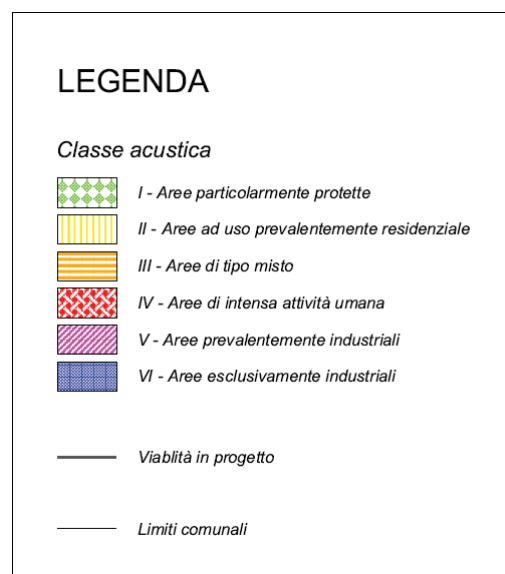 LEGENDA
Classe acustica
I - Aree particolarmente protette
II - Aree ad uso prevalentemente residenziale
III - Aree di tipo misto
IV - Aree di intensa attività umana
V - Aree prevalentemente industriali
VI - Aree esclusivamente industriali
Viablità in progetto
Limiti comunali